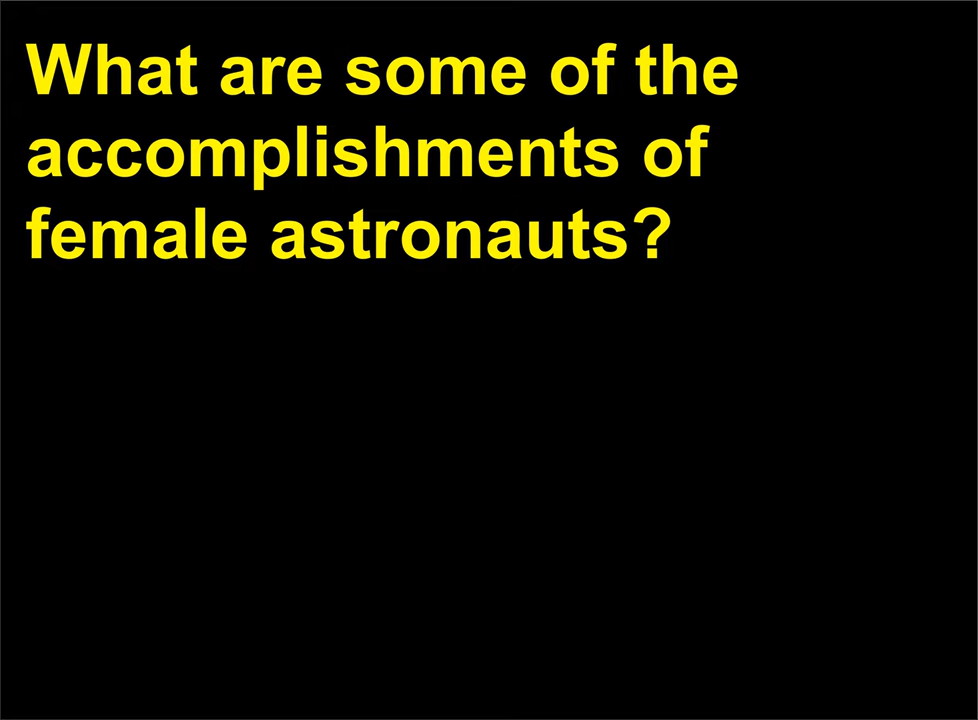 What are some of the
accomplishments of
female astronauts?